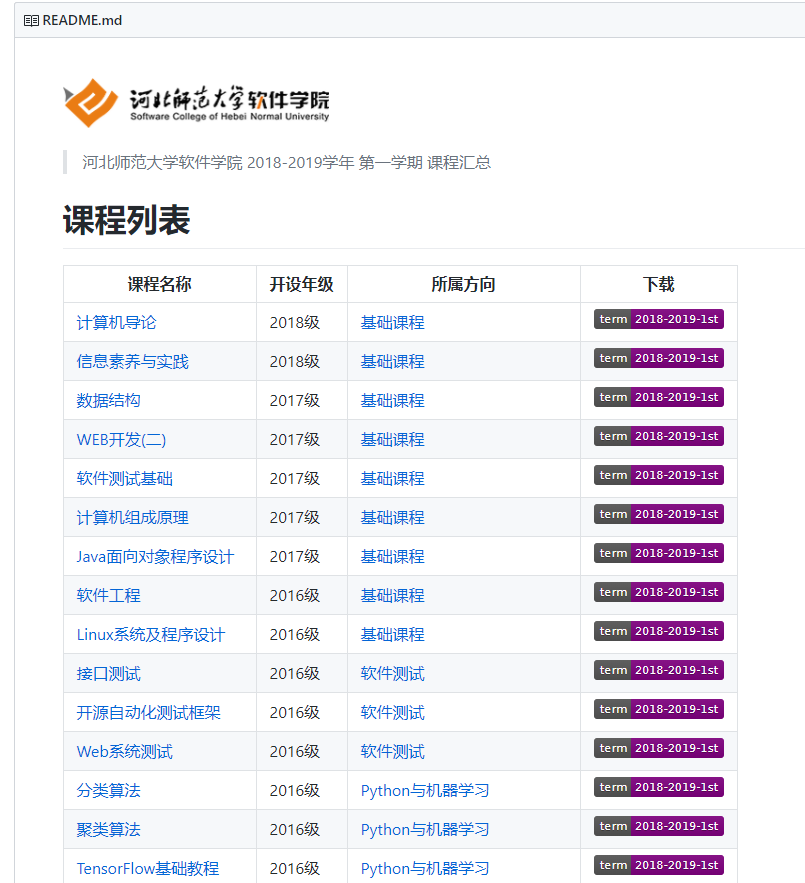 README.md
河北师范大学软件学院
Software College of Hebei Normal University
河北师范大学软件学院 2018-2019学年 第一学期 课程汇总
课程列表
课程名称 开设年级 所属方向 下载
计算机导论 2018级 基础课程 term 2018-2019-1st
信息素养与实践 2018级 基础课程 term 2018-2019-1st
数据结构 2017级 基础课程 term 2018-2019-1st
WEB开发(二) 2017级 基础课程 term 2018-2019-1st
软件测试基础 2017级 基础课程 term 2018-2019-1st
计算机组成原理 2017级 基础课程 term 2018-2019-1st
Java面向对象程序设计 2017级 基础课程 term 2018-2019-1st
软件工程 2016级 基础课程 term 2018-2019-1st
Linux系统及程序设计 2016级 基础课程 term 2018-2019-1st
接口测试 2016级 软件测试 term 2018-2019-1st
开源自动化测试框架 2016级 软件测试 term 2018-2019-1st
Web系统测试 2016级 软件测试 term 2018-2019-1st
分类算法 2016级 Python与机器学习 term 2018-2019-1st
聚类算法 2016级 Python与机器学习 term 2018-2019-1st
TensorFlow基础教程 2016级 Python与机器学习 term 2018-2019-1st